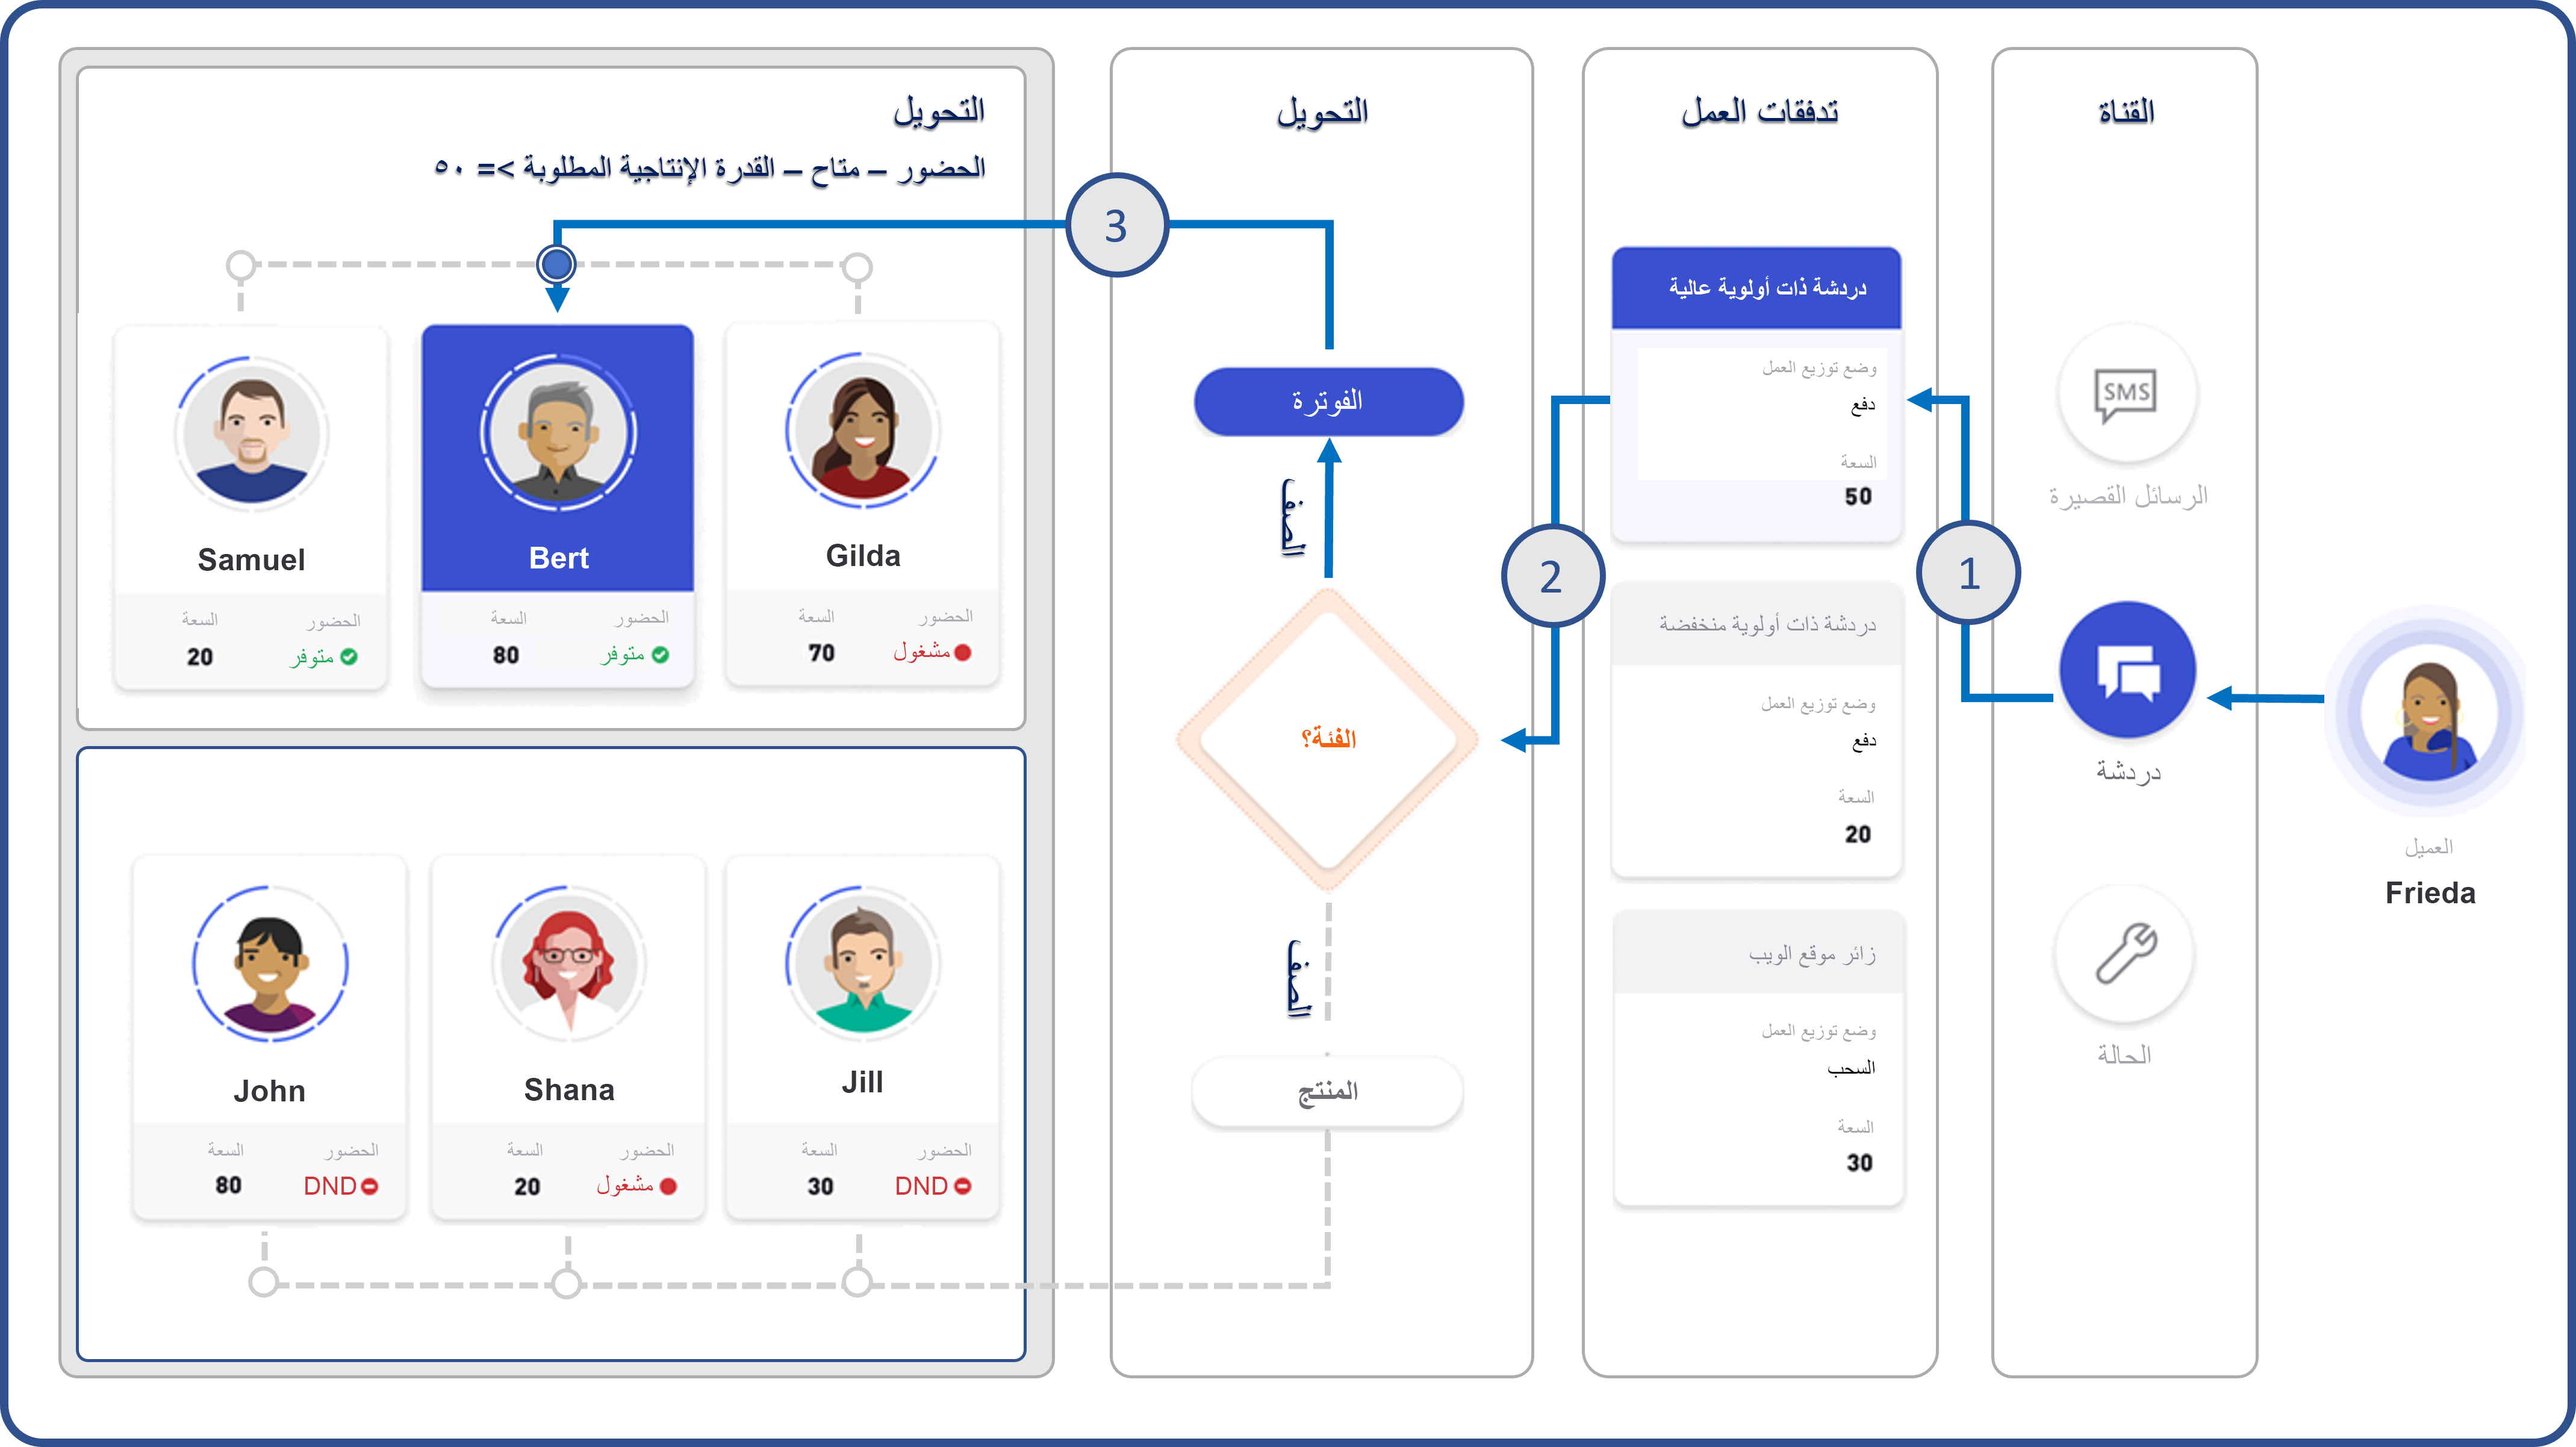 القناة
الرسائل القصيرة
SMS
دردشة
الحالة
العميل
Frieda
1
تدفقات العمل
دردشة ذات أولوية عالية
وضع توزيع العمل
دفع
السعة
50
دردشة ذات أولوية منخفضة
وضع توزيع العمل
دفع
السعة
20
زائر موقع الويب
وضع توزيع العمل
السحب
السعة
30
2
التحويل
الفوترة
الصنف
الفئة؟
الصنف
المنتج
3
التحويل
الحضور – متاح – القدرة الإنتاجية المطلوبة >= ٥٠
Gilda
الحضور السعة
مشغول 70
Bert
الحضور السعة
متوفر 80
Samuel
الحضور السعة
متوفر 20
Jill
الحضور السعة
DND 30
Shana
الحضور السعة
مشغول 20
John
الحضور السعة
DND 80